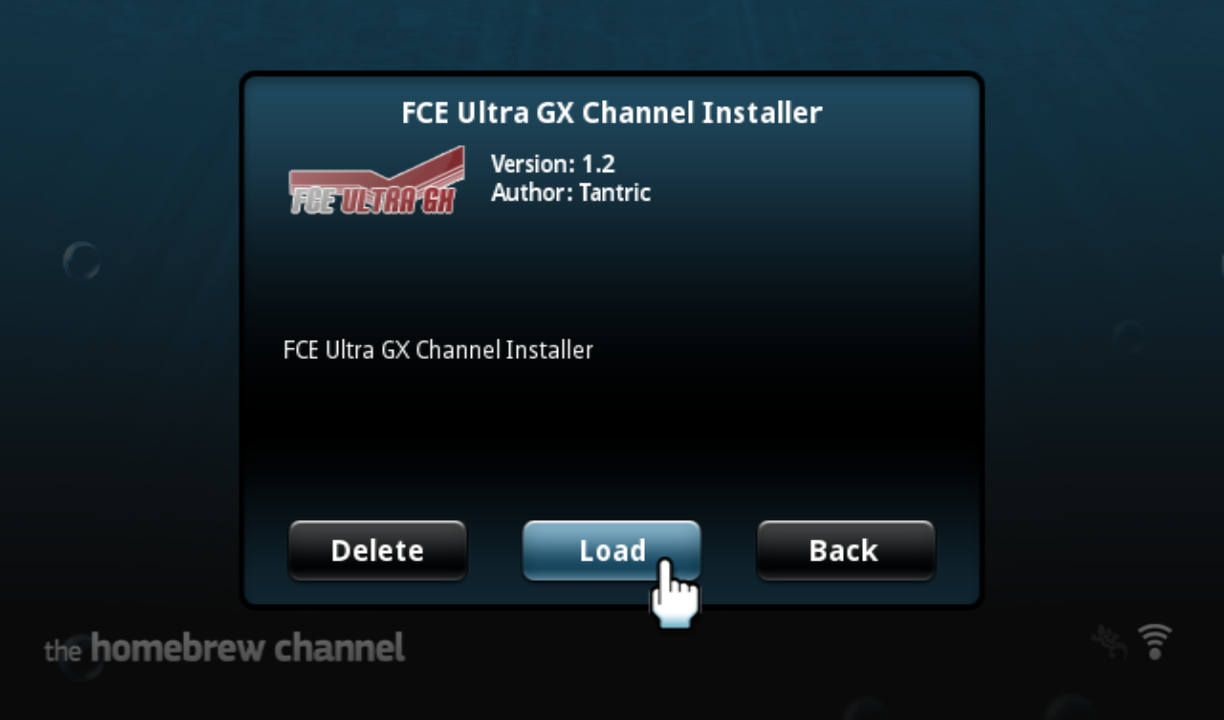 FCE Ultra GX Channel Installer
FCE ULTRA GX
Version: 1.2
Author: Tantric
FCE Ultra GX Channel Installer
Delete
Load
Back
the homebrew channel